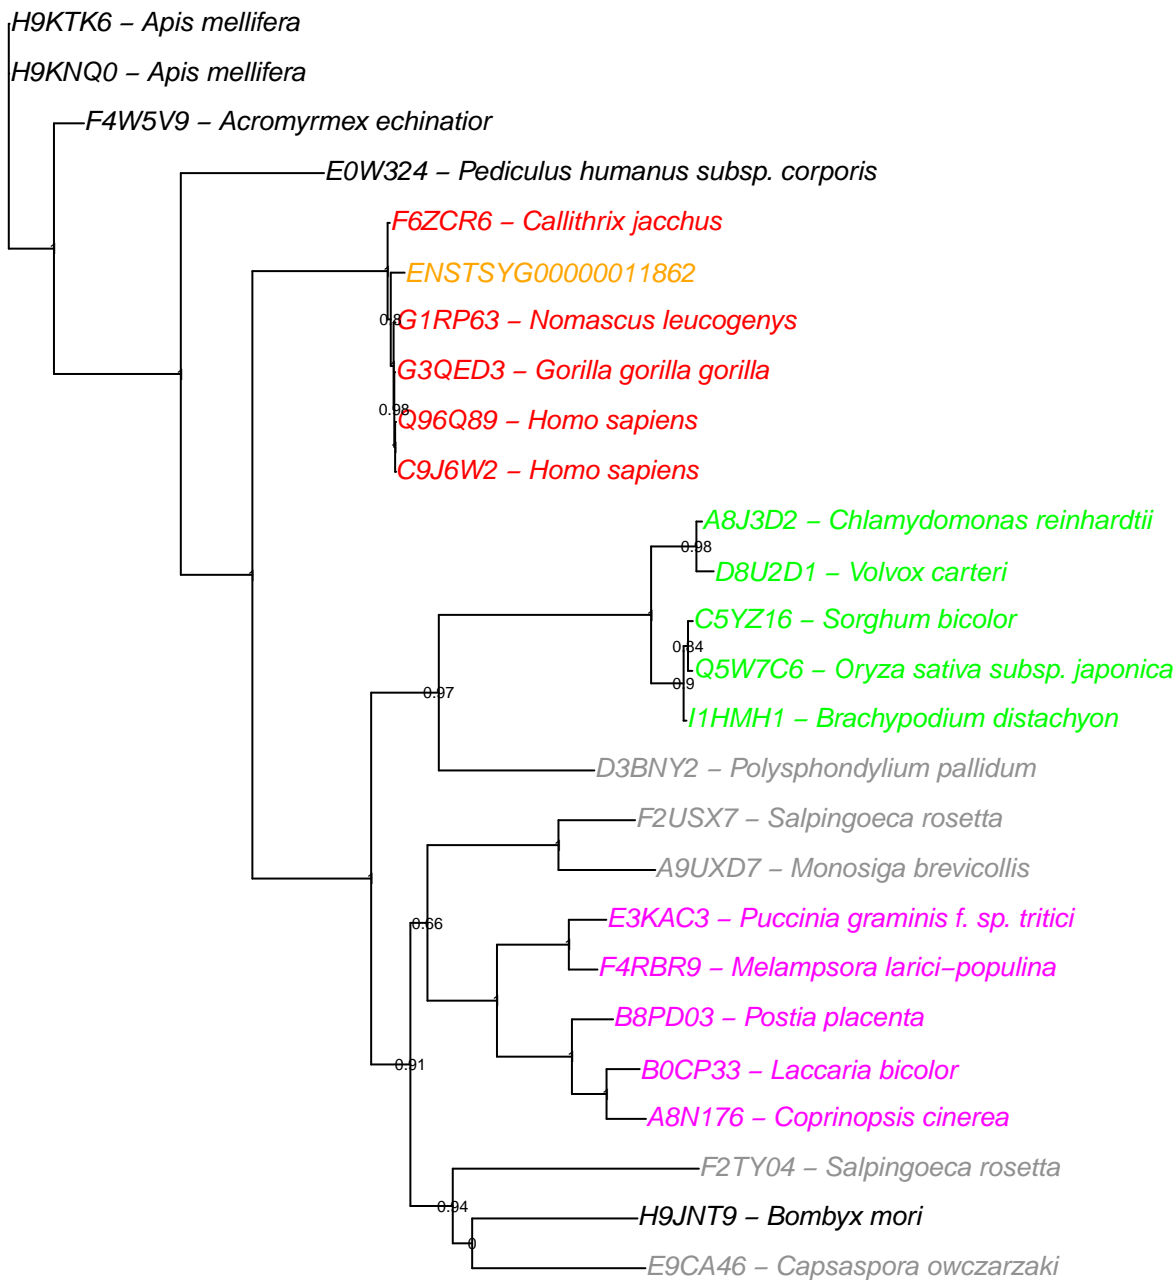 H9KTK6 – Apis mellifera
H9KNQ0 – Apis mellifera
F4W5V9 – Acromyrmex echinatior
E0W324 – Pediculus humanus subsp. corporis
F6ZCR6 – Callithrix jacchus
ENSTSYG00000011862
0.8
G1RP63 – Nomascus leucogenys
G3QED3 – Gorilla gorilla gorilla
0.98
Q96Q89 – Homo sapiens
C9J6W2 – Homo sapiens
A8J3D2 – Chlamydomonas reinhardtii
0.98
D8U2D1 – Volvox carteri
C5YZ16 – Sorghum bicolor
0.84
Q5W7C6 – Oryza sativa subsp. japonica
0.9
0.97
I1HMH1 – Brachypodium distachyon
D3BNY2 – Polysphondylium pallidum
F2USX7 – Salpingoeca rosetta
A9UXD7 – Monosiga brevicollis
0.66
E3KAC3 – Puccinia graminis f. sp. tritici
F4RBR9 – Melampsora larici–populina
B8PD03 – Postia placenta
0.91
B0CP33 – Laccaria bicolor
A8N176 – Coprinopsis cinerea
F2TY04 – Salpingoeca rosetta
0.94
H9JNT9 – Bombyx mori
0
E9CA46 – Capsaspora owczarzaki